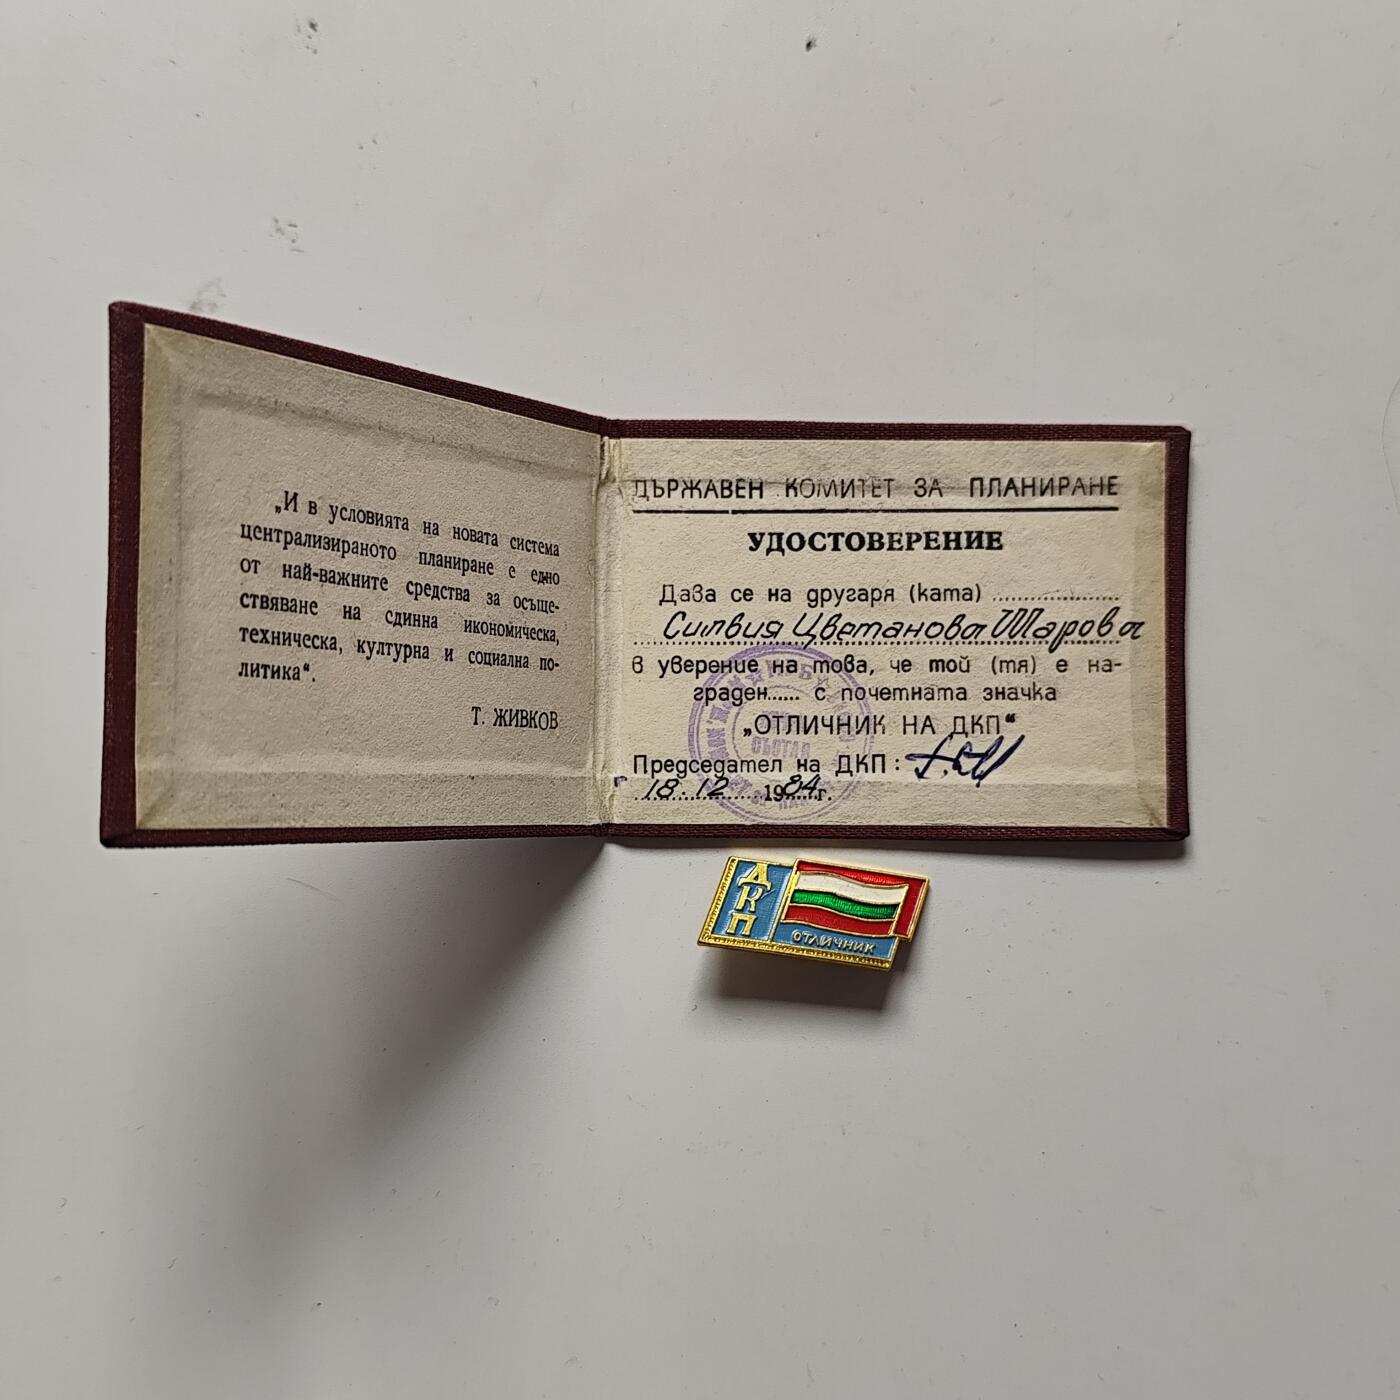 „И в условията на новата система
централизираното планиране е едно
от най-важните средства за осъще-
ствяване на единна икономическа,
техническа, културна и социална по-
литика“.
Т. ЖИВКОВ
ДЪРЖАВЕН КОМИТЕТ ЗА ПЛАНИРАНЕ
УДОСТОВЕРЕНИЕ
Дава се на другаря (ката) ....................
Силвия Цветанова Шарова
в уверение на това, че той (тя) е на-
граден...... с почетната значка
„ОТЛИЧНИК НА ДКП“
Председател на ДКП:
18.12 1984 г.
ДКП
ОТЛИЧНИК